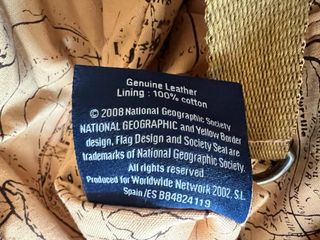 Genuine Leather
Lining : 100% cotton
© 2008 National Geographic Society
NATIONAL GEOGRAPHIC and Yellow Border
design, Flag Design and Society Seal are
trademarks of National Geographic Society.
All rights reserved
Produced for Worldwide Network 2002. S.L.
Spain /ES B84824119